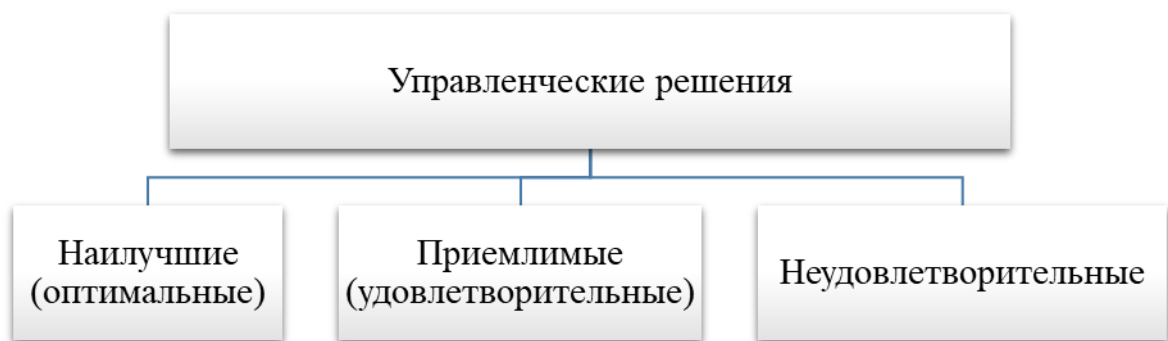 Управленческие решения
Наилучшие
(оптимальные)
Приемлимые
(удовлетворительные)
Неудовлетворительные